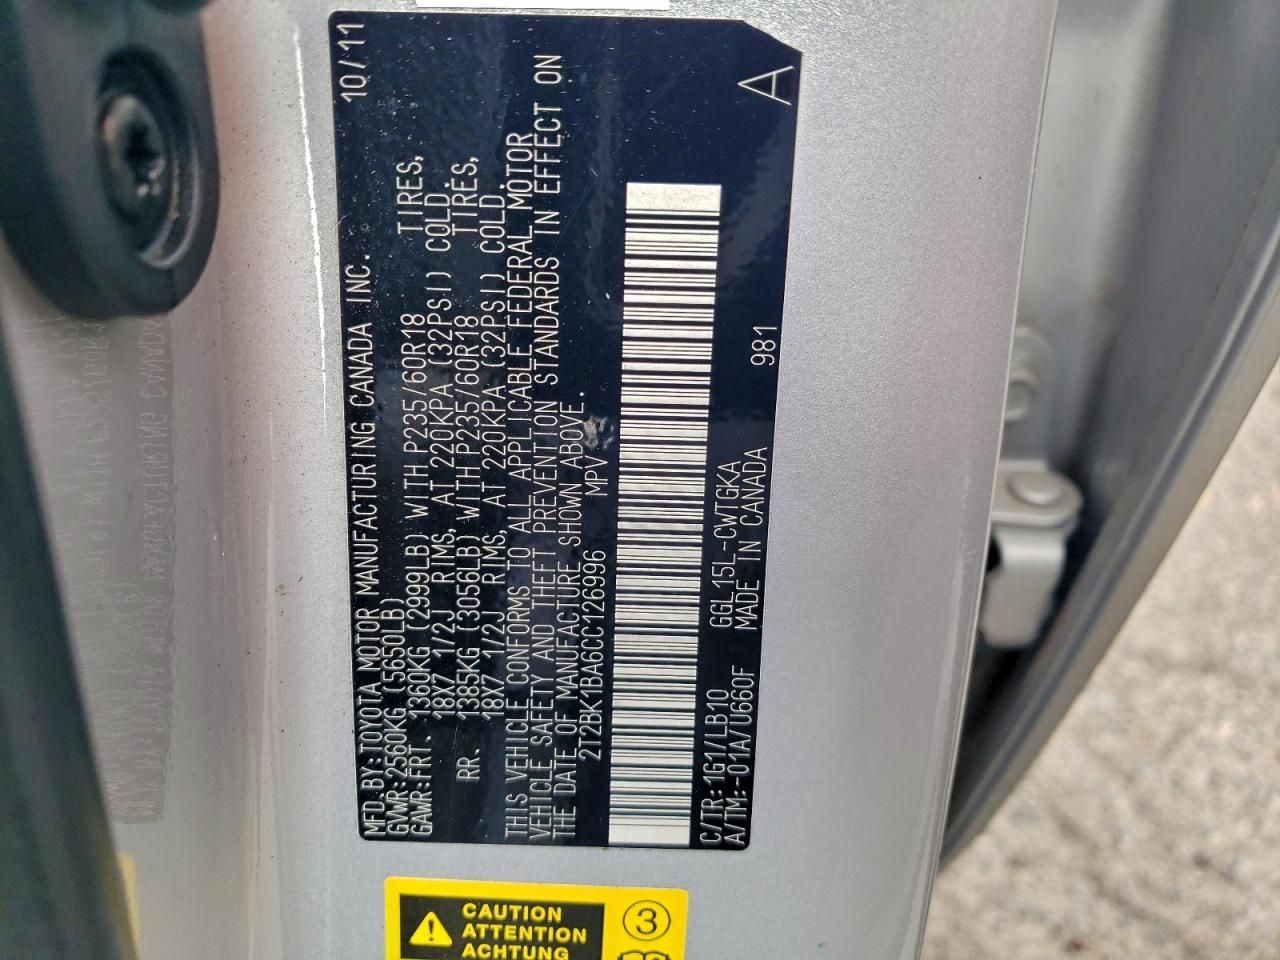 MFD.BY:TOYOTA MOTOR MANUFACTURING CANADA INC. 10/11
GVWR:2560KG (5650LB)
GAWR:FRT. 1360KG (2999LB) WITH P235/60R18 TIRES,
18X7 1/2J RIMS, AT 220KPA (32PSI) COLD.
RR. 1385KG (3056LB) WITH P235/60R18 TIRES,
18X7 1/2J RIMS, AT 220KPA (32PSI) COLD.
THIS VEHICLE CONFORMS TO ALL APPLICABLE FEDERAL MOTOR
VEHICLE SAFETY AND THEFT PREVENTION STANDARDS IN EFFECT ON
THE DATE OF MANUFACTURE SHOWN ABOVE.
2T2BK1BA6CC126996 MPV
C/TR:1G1/LB10 GGL15L-CWTGKA 981 A
A/TM:-01A/U660F MADE IN CANADA
CAUTION
ATTENTION
ACHTUNG
3